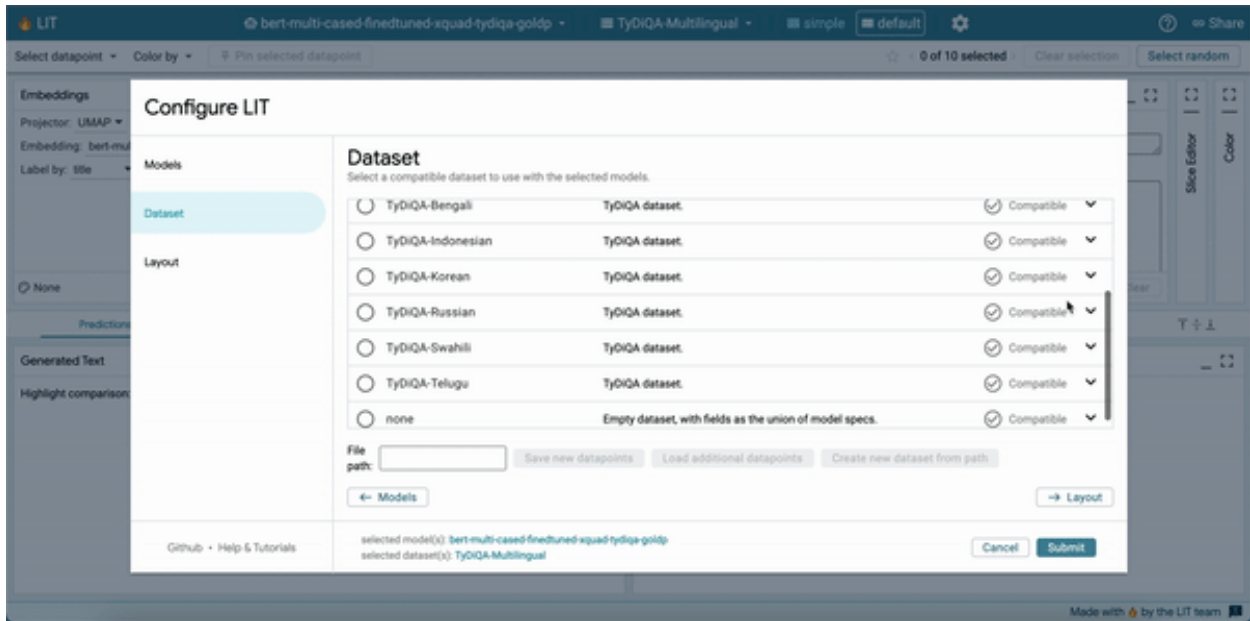 LIT bert-multi-cased-finedtuned-xquad-tydiqa-goldp TyDiQA-Multilingual simple default Share
Select datapoint Color by Pin selected datapoint 0 of 10 selected Clear selection Select random
Embeddings
Projector: UMAP
Embedding: bert-mul
Label by: title
None
Slice Editor
Color
Clear
Predictions
Generated Text
Highlight comparison:
Configure LIT
Models
Dataset
Layout
Dataset
Select a compatible dataset to use with the selected models.
TyDiQA-Bengali TyDiQA dataset. Compatible
TyDiQA-Indonesian TyDiQA dataset. Compatible
TyDiQA-Korean TyDiQA dataset. Compatible
TyDiQA-Russian TyDiQA dataset. Compatible
TyDiQA-Swahili TyDiQA dataset. Compatible
TyDiQA-Telugu TyDiQA dataset. Compatible
none Empty dataset, with fields as the union of model specs. Compatible
File
path: Save new datapoints Load additional datapoints Create new dataset from path
← Models → Layout
Github • Help & Tutorials
selected model(s): bert-multi-cased-finedtuned-xquad-tydiqa-goldp
selected dataset(s): TyDiQA-Multilingual
Cancel Submit
Made with 🔥 by the LIT team